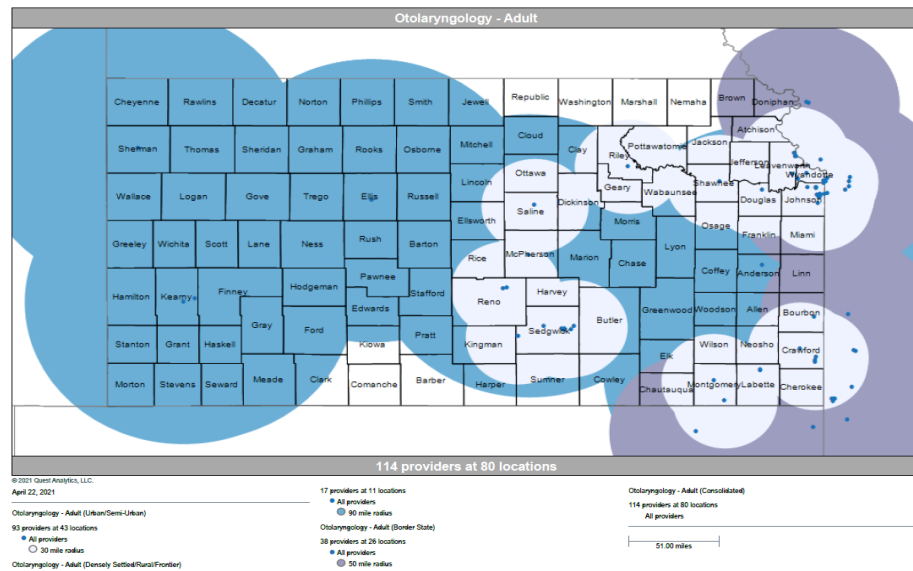 Otolaryngology - Adult
Cheyenne Rawlins Decatur Norton Phillips Smith Jewell Republic Washington Marshall Nemaha Brown Doniphan
Sherman Thomas Sheridan Graham Rooks Osborne Mitchell Cloud Clay Riley Pottawatomie Jackson Atchison
Jefferson Leavenworth
Wallace Logan Gove Trego Ellis Russell Lincoln Ottawa Geary Wabaunsee Shawnee Wyandotte
Saline Dickinson Douglas Johnson
Greeley Wichita Scott Lane Ness Rush Barton Ellsworth McPherson Marion Morris Chase Lyon Osage Franklin Miami
Hamilton Kearny Finney Hodgeman Pawnee Stafford Rice Reno Harvey Coffey Anderson Linn
Gray Ford Edwards Pratt Kingman Sedgwick Butler Greenwood Woodson Allen Bourbon
Stanton Grant Haskell Kiowa Elk Wilson Neosho Crawford
Morton Stevens Seward Meade Clark Comanche Barber Harper Sumner Cowley Chautauqua Montgomery Labette Cherokee
114 providers at 80 locations
© 2021 Quest Analytics, LLC.
April 22, 2021
Otolaryngology - Adult (Urban/Semi-Urban)
93 providers at 43 locations
All providers
30 mile radius
Otolaryngology - Adult (Densely Settled/Rural/Frontier)
17 providers at 11 locations
All providers
90 mile radius
Otolaryngology - Adult (Border State)
38 providers at 26 locations
All providers
50 mile radius
Otolaryngology - Adult (Consolidated)
114 providers at 80 locations
All providers
51.00 miles